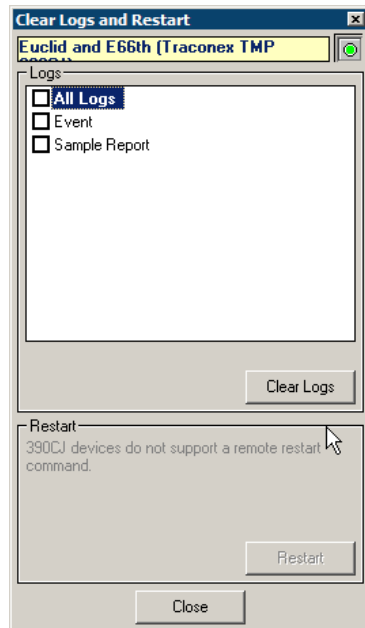 Clear Logs and Restart
Euclid and E66th (Traconex TMP
Logs
All Logs
Event
Sample Report
Clear Logs
Restart
390CJ devices do not support a remote restart
command.
Restart
Close